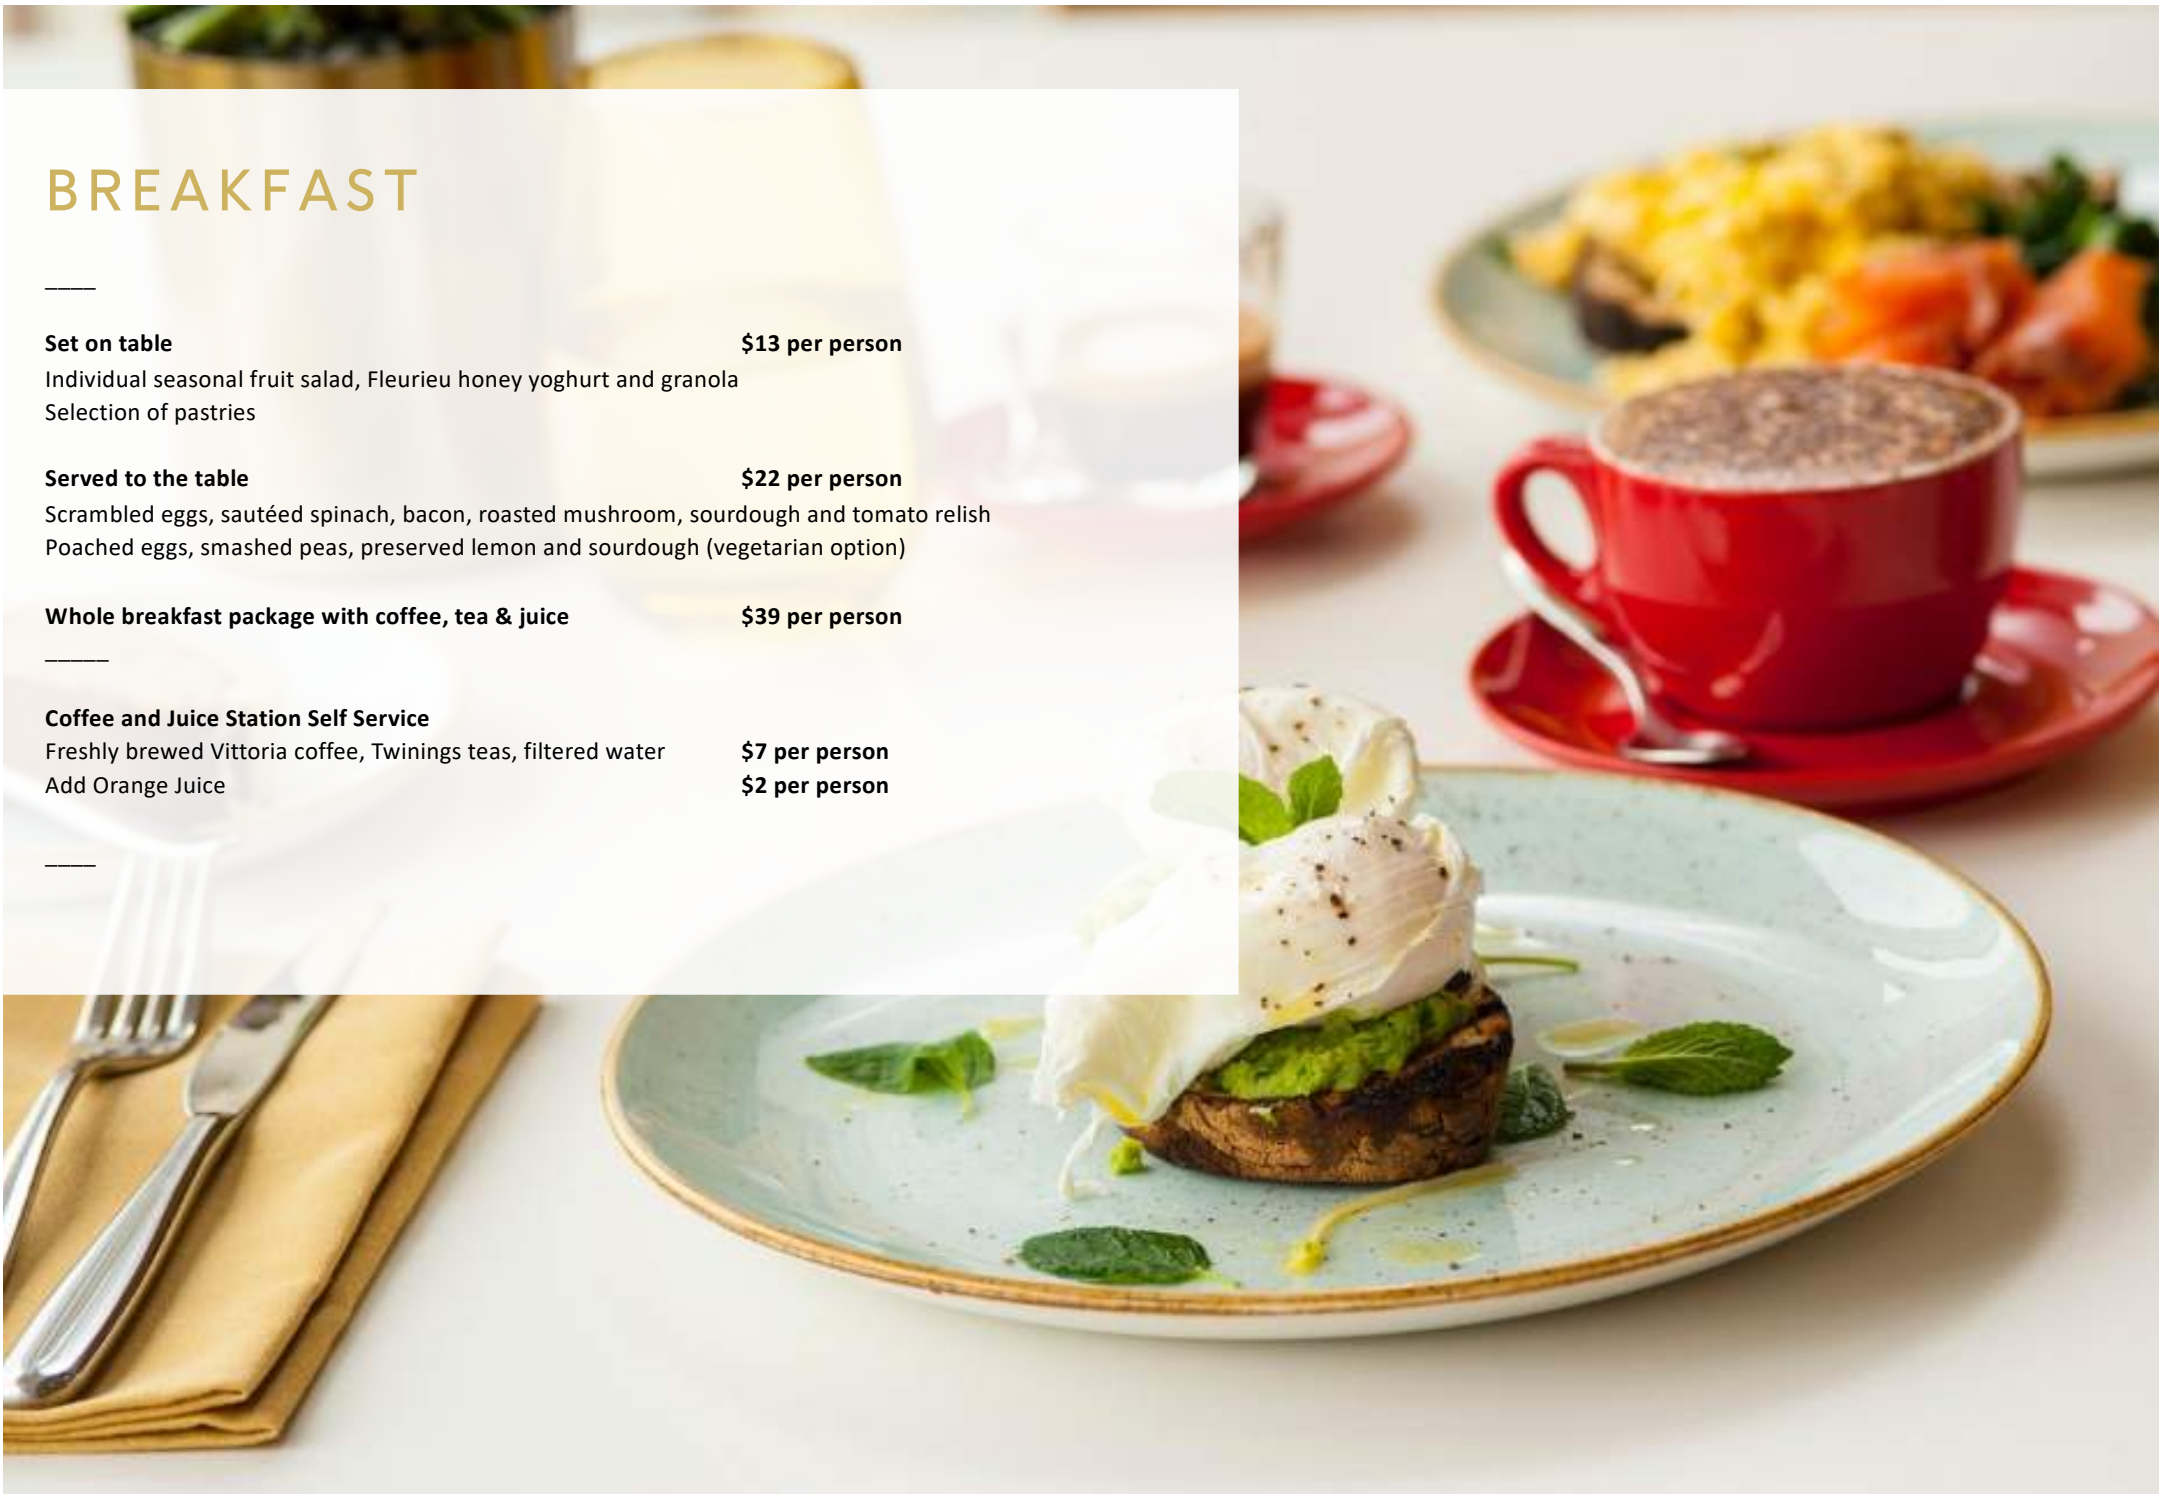 BREAKFAST
____
Set on table $13 per person
Individual seasonal fruit salad, Fleurieu honey yoghurt and granola
Selection of pastries
Served to the table $22 per person
Scrambled eggs, sautéed spinach, bacon, roasted mushroom, sourdough and tomato relish
Poached eggs, smashed peas, preserved lemon and sourdough (vegetarian option)
Whole breakfast package with coffee, tea & juice $39 per person
_____
Coffee and Juice Station Self Service
Freshly brewed Vittoria coffee, Twinings teas, filtered water $7 per person
Add Orange Juice $2 per person
____